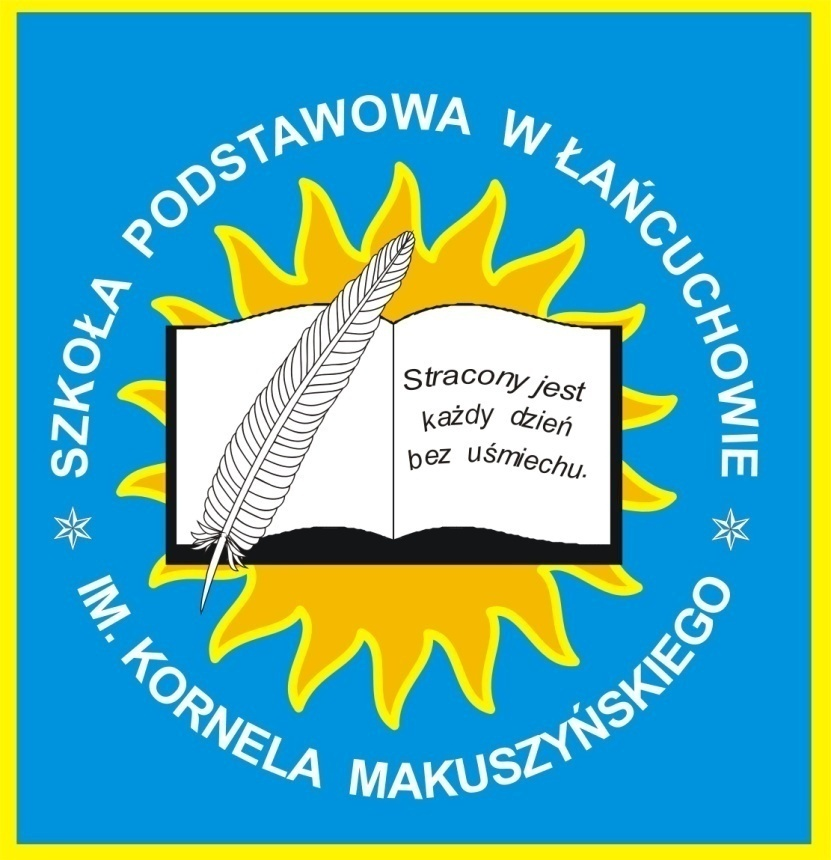 SZKOŁA PODSTAWOWA W ŁAŃCUCHOWIE
Stracony jest
każdy dzień
bez uśmiechu.
IM. KORNELA MAKUSZYŃSKIEGO